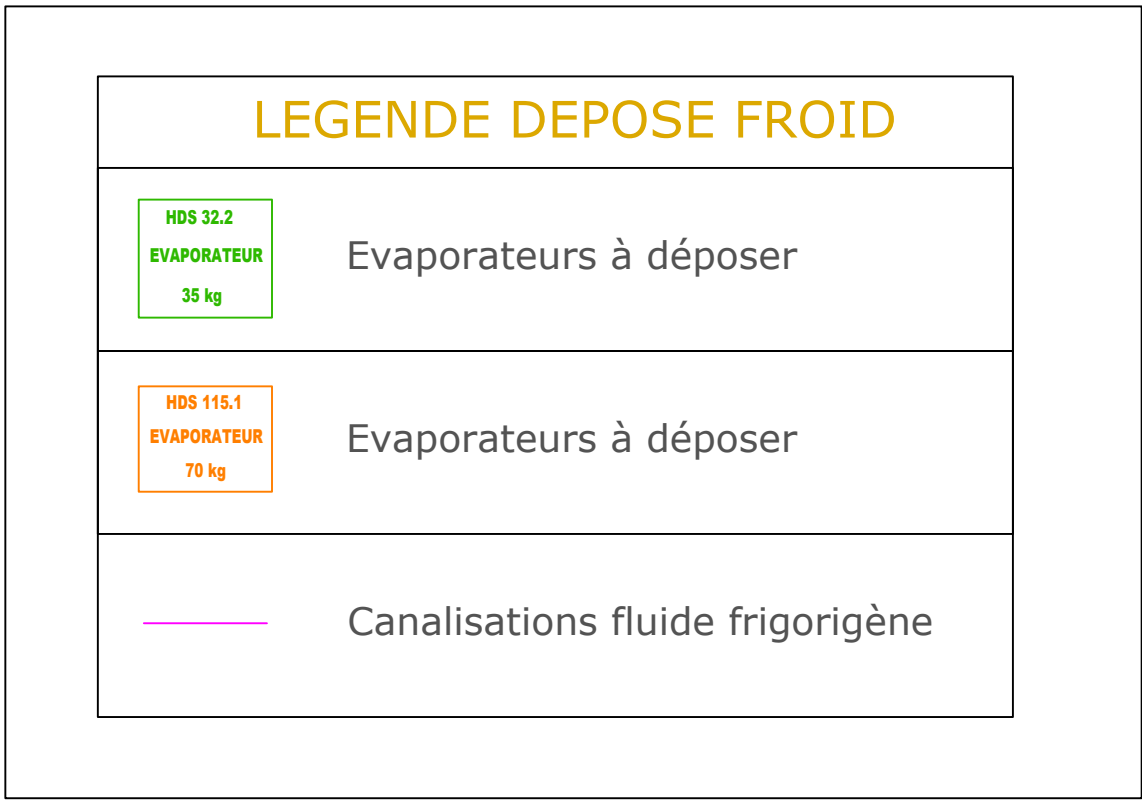 LEGENDE DEPOSE FROID
HDS 32.2
EVAPORATEUR
35 kg
Evaporateurs à déposer
HDS 115.1
EVAPORATEUR
70 kg
Evaporateurs à déposer
Canalisations fluide frigorigène